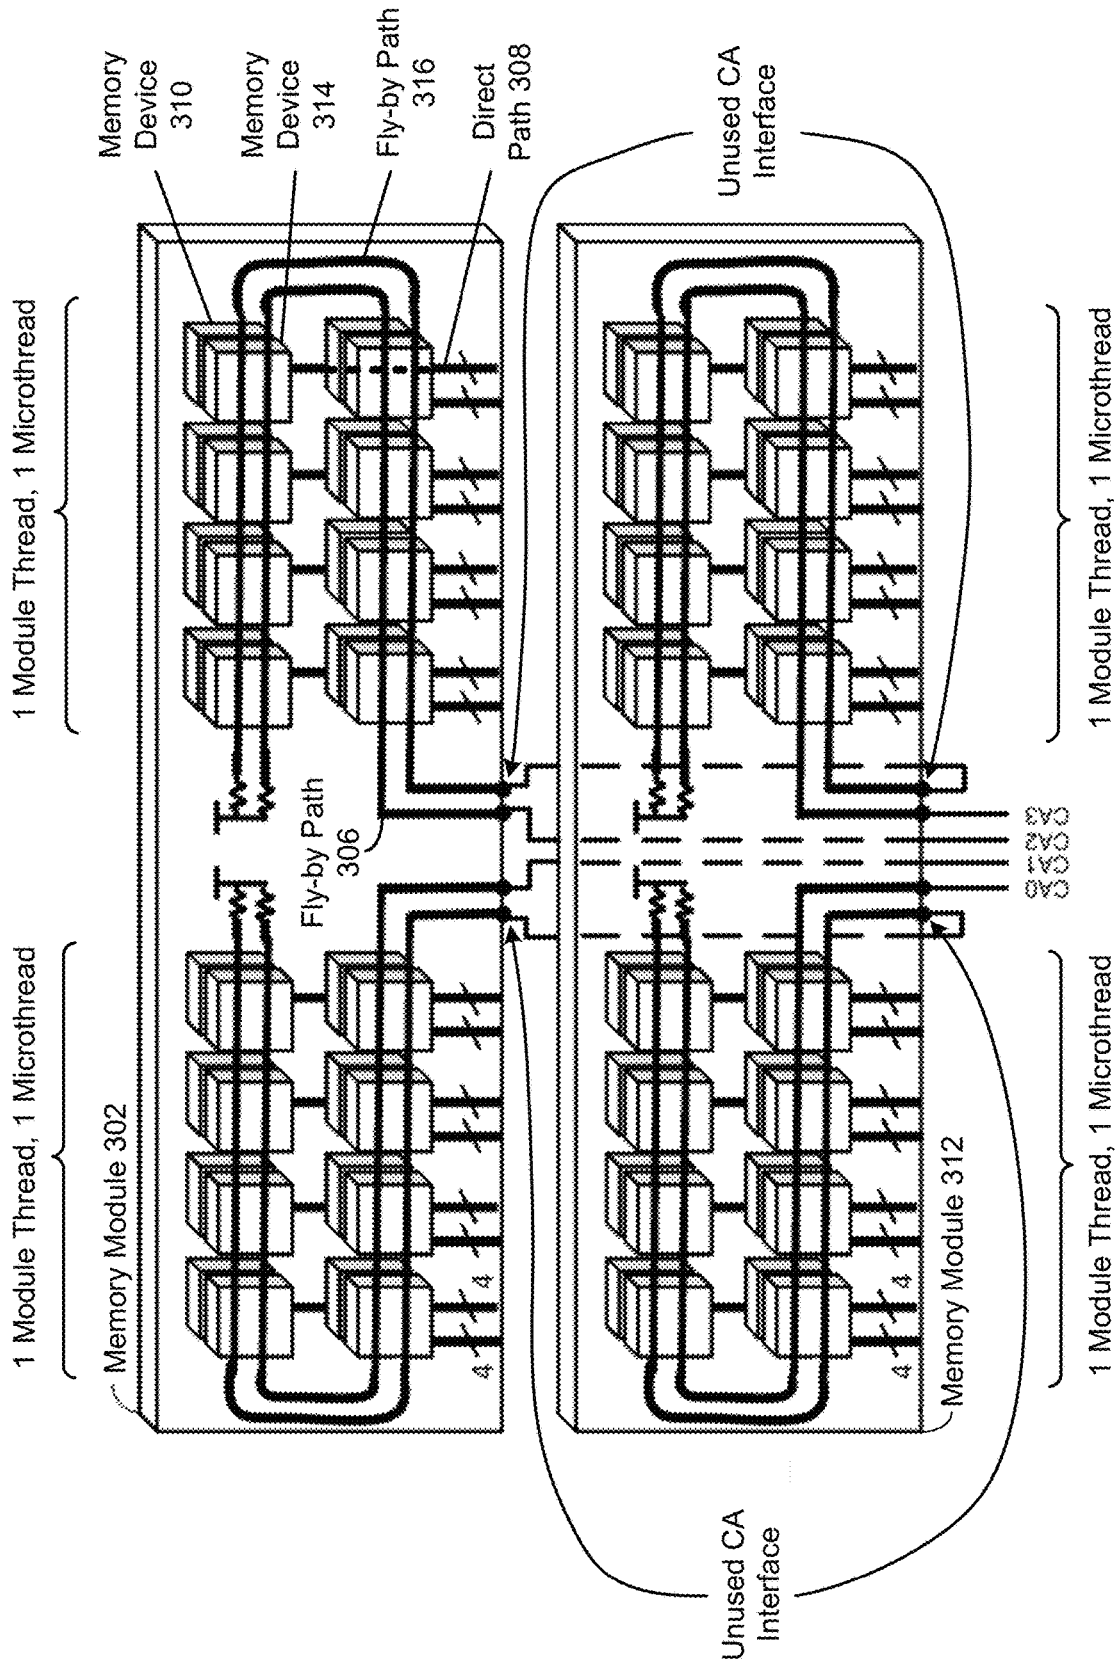 1 Module Thread, 1 Microthread
1 Module Thread, 1 Microthread
Memory Module 302
Memory
Device
310
Memory
Device
314
Fly-by Path
316
Direct
Path 308
Fly-by Path
306
4
4
Unused CA
Interface
Unused CA
Interface
4
4
CA0
CA1
CA2
CA3
Memory Module 312
1 Module Thread, 1 Microthread
1 Module Thread, 1 Microthread